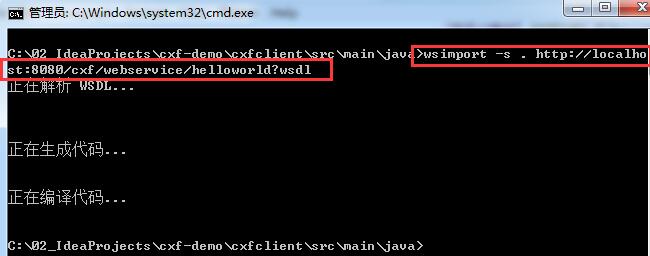 管理员: C:\Windows\system32\cmd.exe
C:\02_IdeaProjects\cxf-demo\cxfclient\src\main\java>wsimport -s . http://localho
st:8080/cxf/webservice/helloworld?wsdl
正在解析 WSDL...
正在生成代码...
正在编译代码...
C:\02_IdeaProjects\cxf-demo\cxfclient\src\main\java>